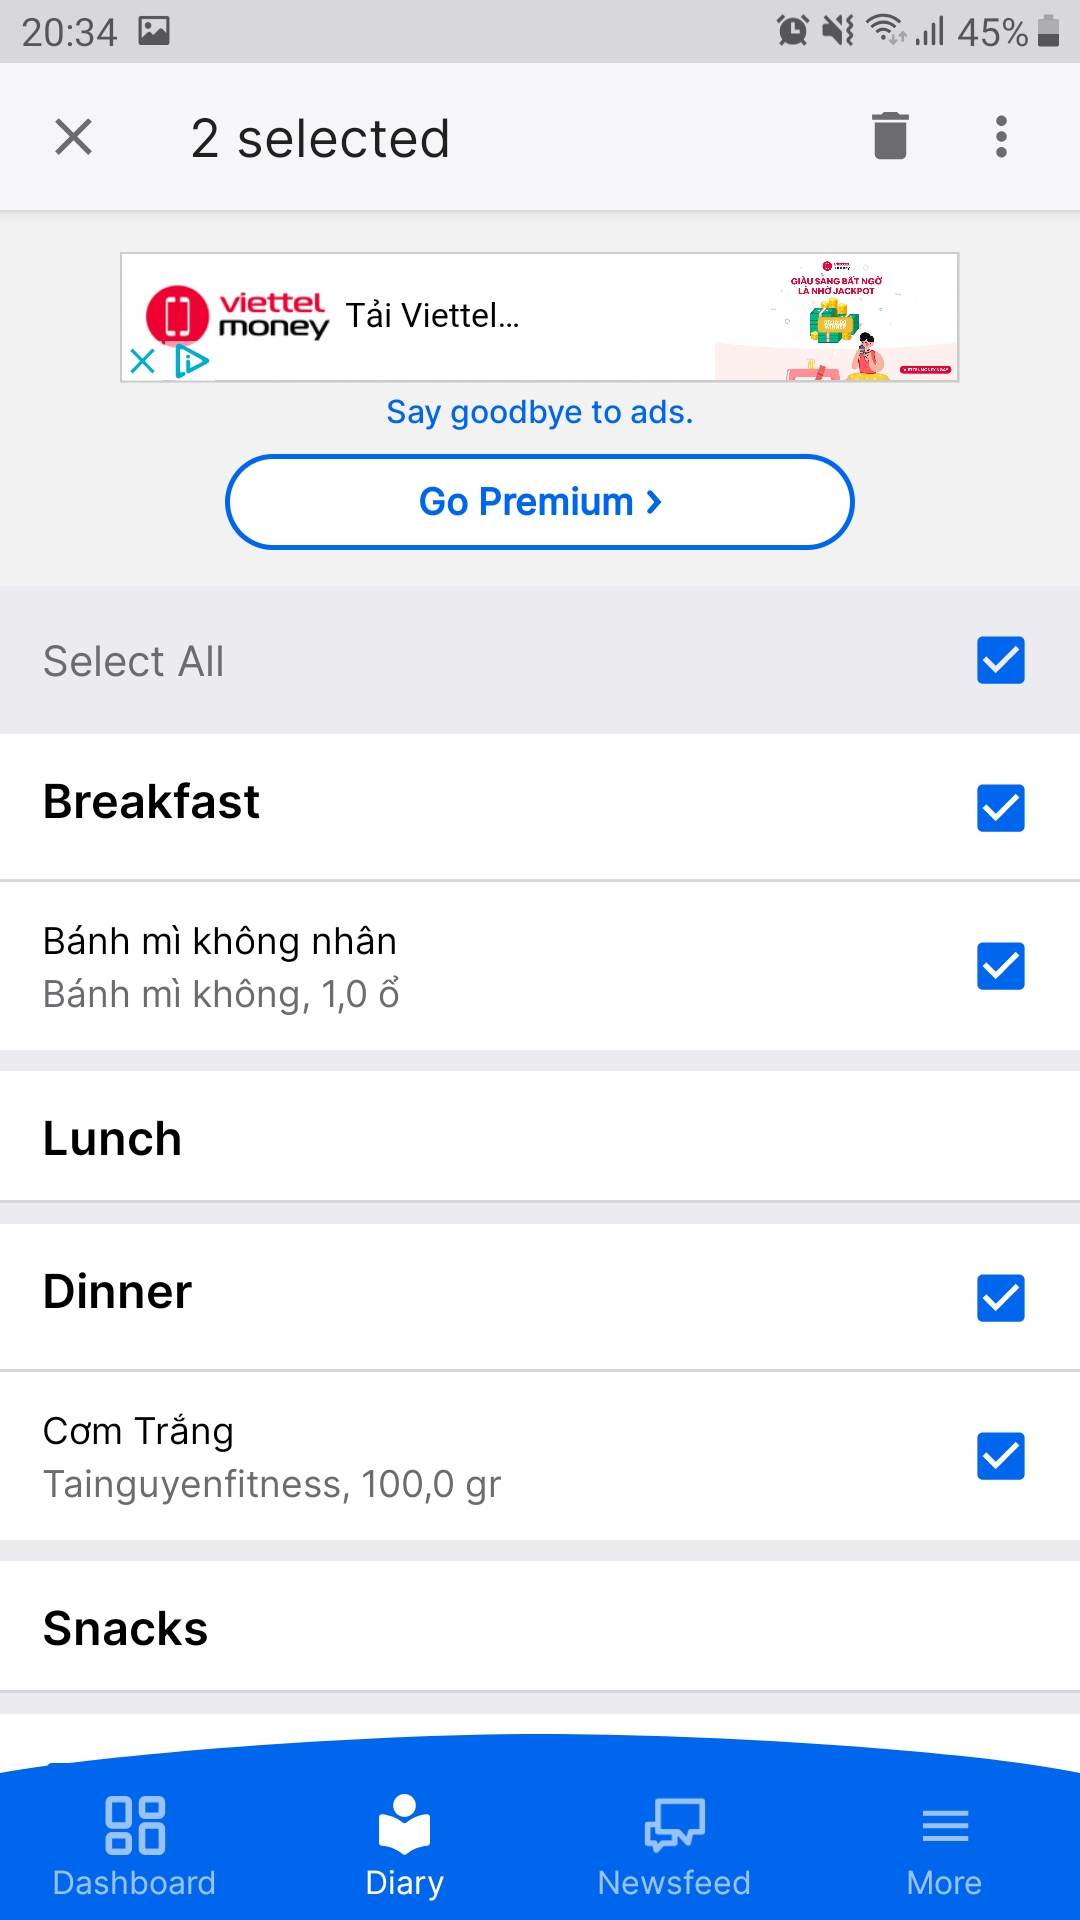 20:34
45%
2 selected
viettel
money
Tải Viettel...
GIÀU SANG BẤT NGỜ
LÀ NHỜ JACKPOT
Say goodbye to ads.
Go Premium ›
Select All
Breakfast
Bánh mì không nhân
Bánh mì không, 1,0 ổ
Lunch
Dinner
Cơm Trắng
Tainguyenfitness, 100,0 gr
Snacks
Dashboard
Diary
Newsfeed
More